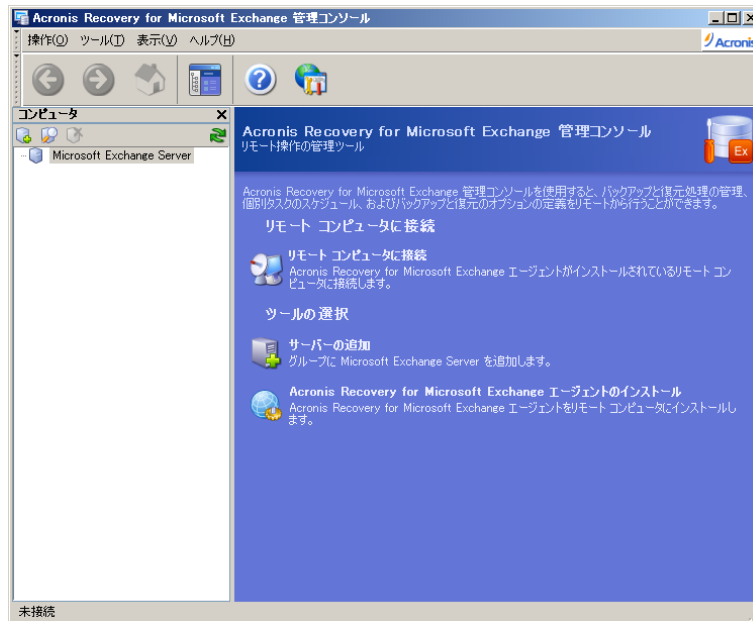 Acronis Recovery for Microsoft Exchange 管理コンソール
操作(O) ツール(T) 表示(V) ヘルプ(H)
Acronis
コンピュータ
Microsoft Exchange Server
Acronis Recovery for Microsoft Exchange 管理コンソール
リモート操作の管理ツール
Ex
Acronis Recovery for Microsoft Exchange 管理コンソールを使用すると、バックアップと復元処理の管理、
個別タスクのスケジュール、およびバックアップと復元のオプションの定義をリモートから行うことができます。
リモート コンピュータに接続
リモート コンピュータに接続
Acronis Recovery for Microsoft Exchange エージェントがインストールされているリモート コン
ピュータに接続します。
ツールの選択
サーバーの追加
グループに Microsoft Exchange Server を追加します。
Acronis Recovery for Microsoft Exchange エージェントのインストール
Acronis Recovery for Microsoft Exchange エージェントをリモート コンピュータにインストールし
ます。
未接続